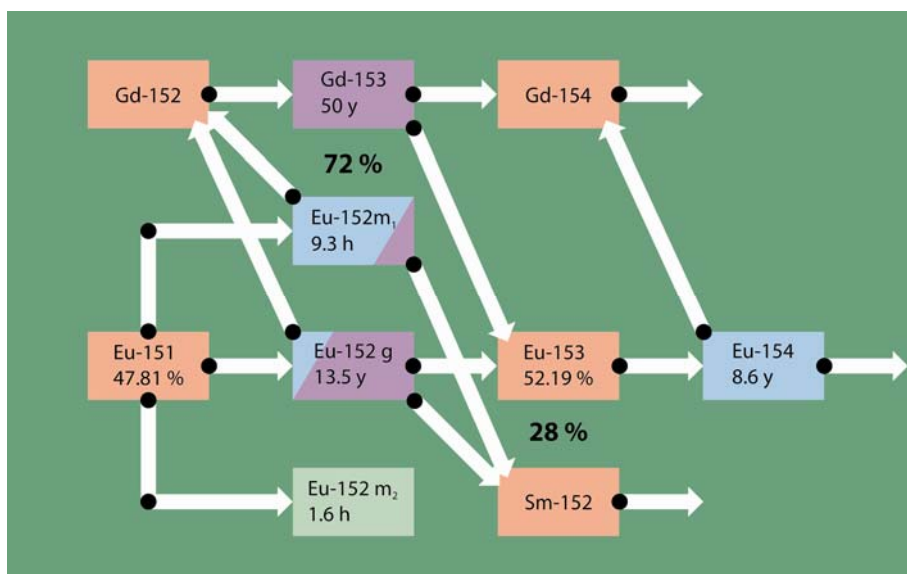 Gd-152
Gd-153
50 y
Gd-154
72 %
Eu-152m₁
9.3 h
Eu-151
47.81 %
Eu-152 g
13.5 y
Eu-153
52.19 %
Eu-154
8.6 y
28 %
Eu-152 m₂
1.6 h
Sm-152